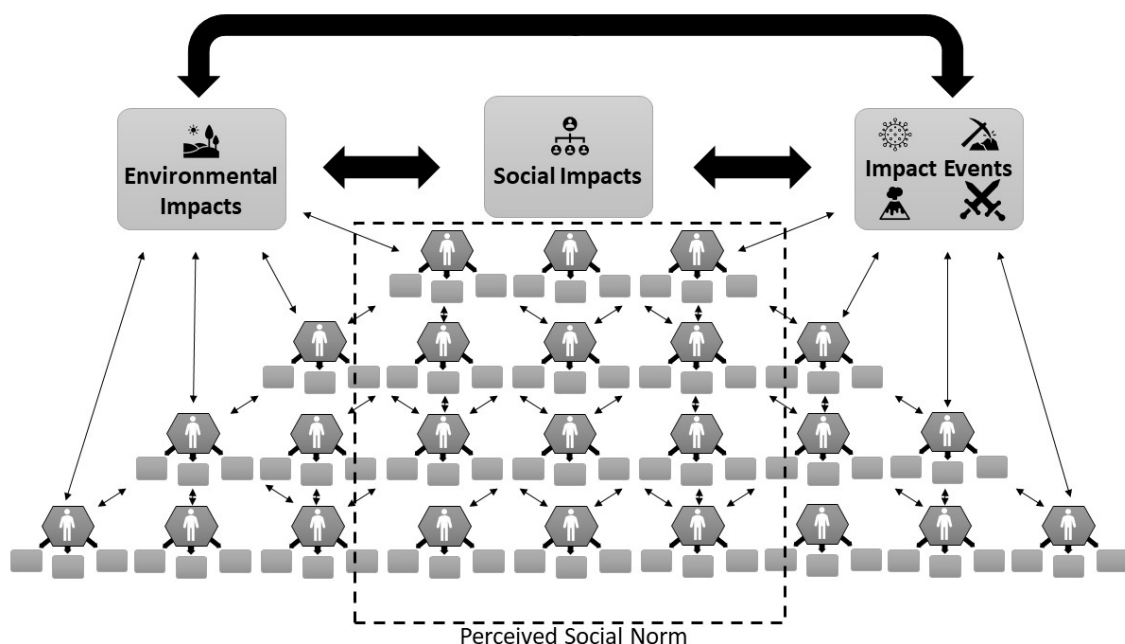 Environmental
Impacts
Social Impacts
Impact Events
Perceived Social Norm